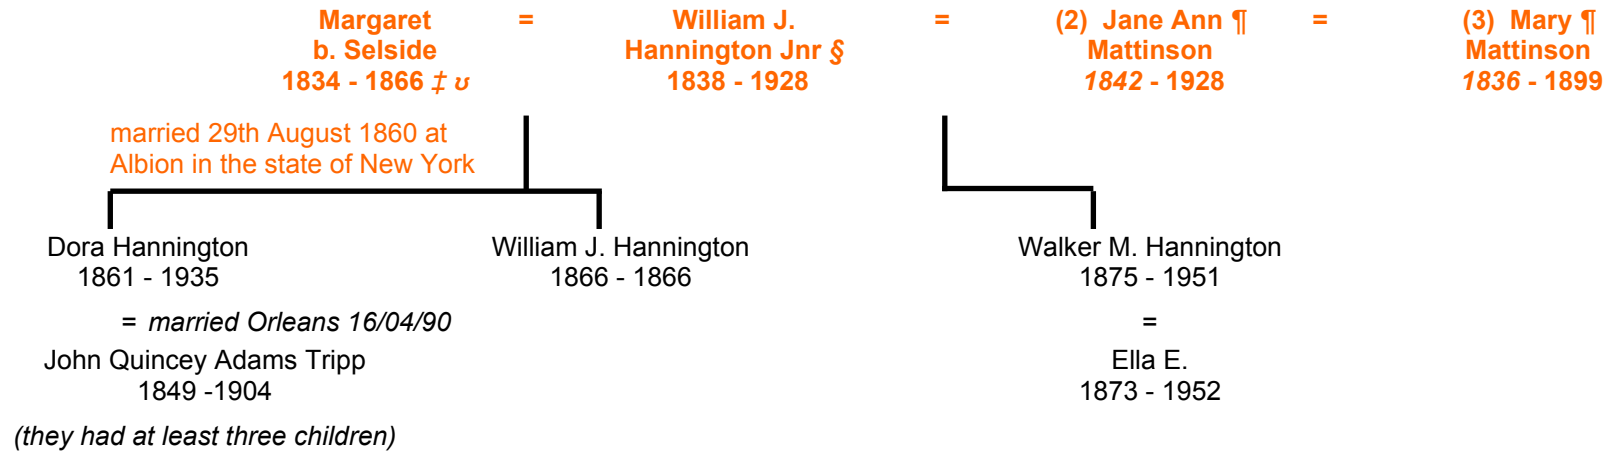 Margaret = William J. = (2) Jane Ann ¶ = (3) Mary ¶
b. Selside Hannington Jnr § Mattinson Mattinson
1834 - 1866 ‡ ʊ 1838 - 1928 1842 - 1928 1836 - 1899
married 29th August 1860 at
Albion in the state of New York
Dora Hannington William J. Hannington Walker M. Hannington
1861 - 1935 1866 - 1866 1875 - 1951
= married Orleans 16/04/90 =
John Quincey Adams Tripp Ella E.
1849 -1904 1873 - 1952
(they had at least three children)